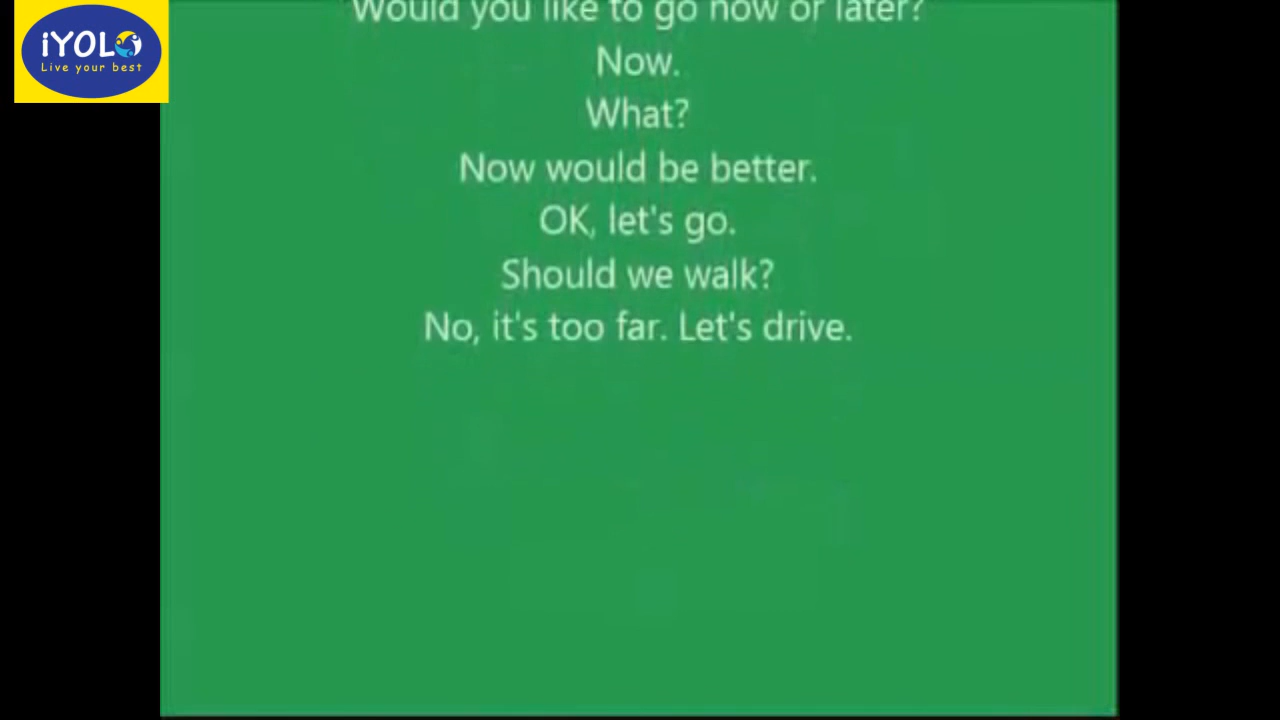 iYOLO
Live your best
Would you like to go now or later?
Now.
What?
Now would be better.
OK, let's go.
Should we walk?
No, it's too far. Let's drive.